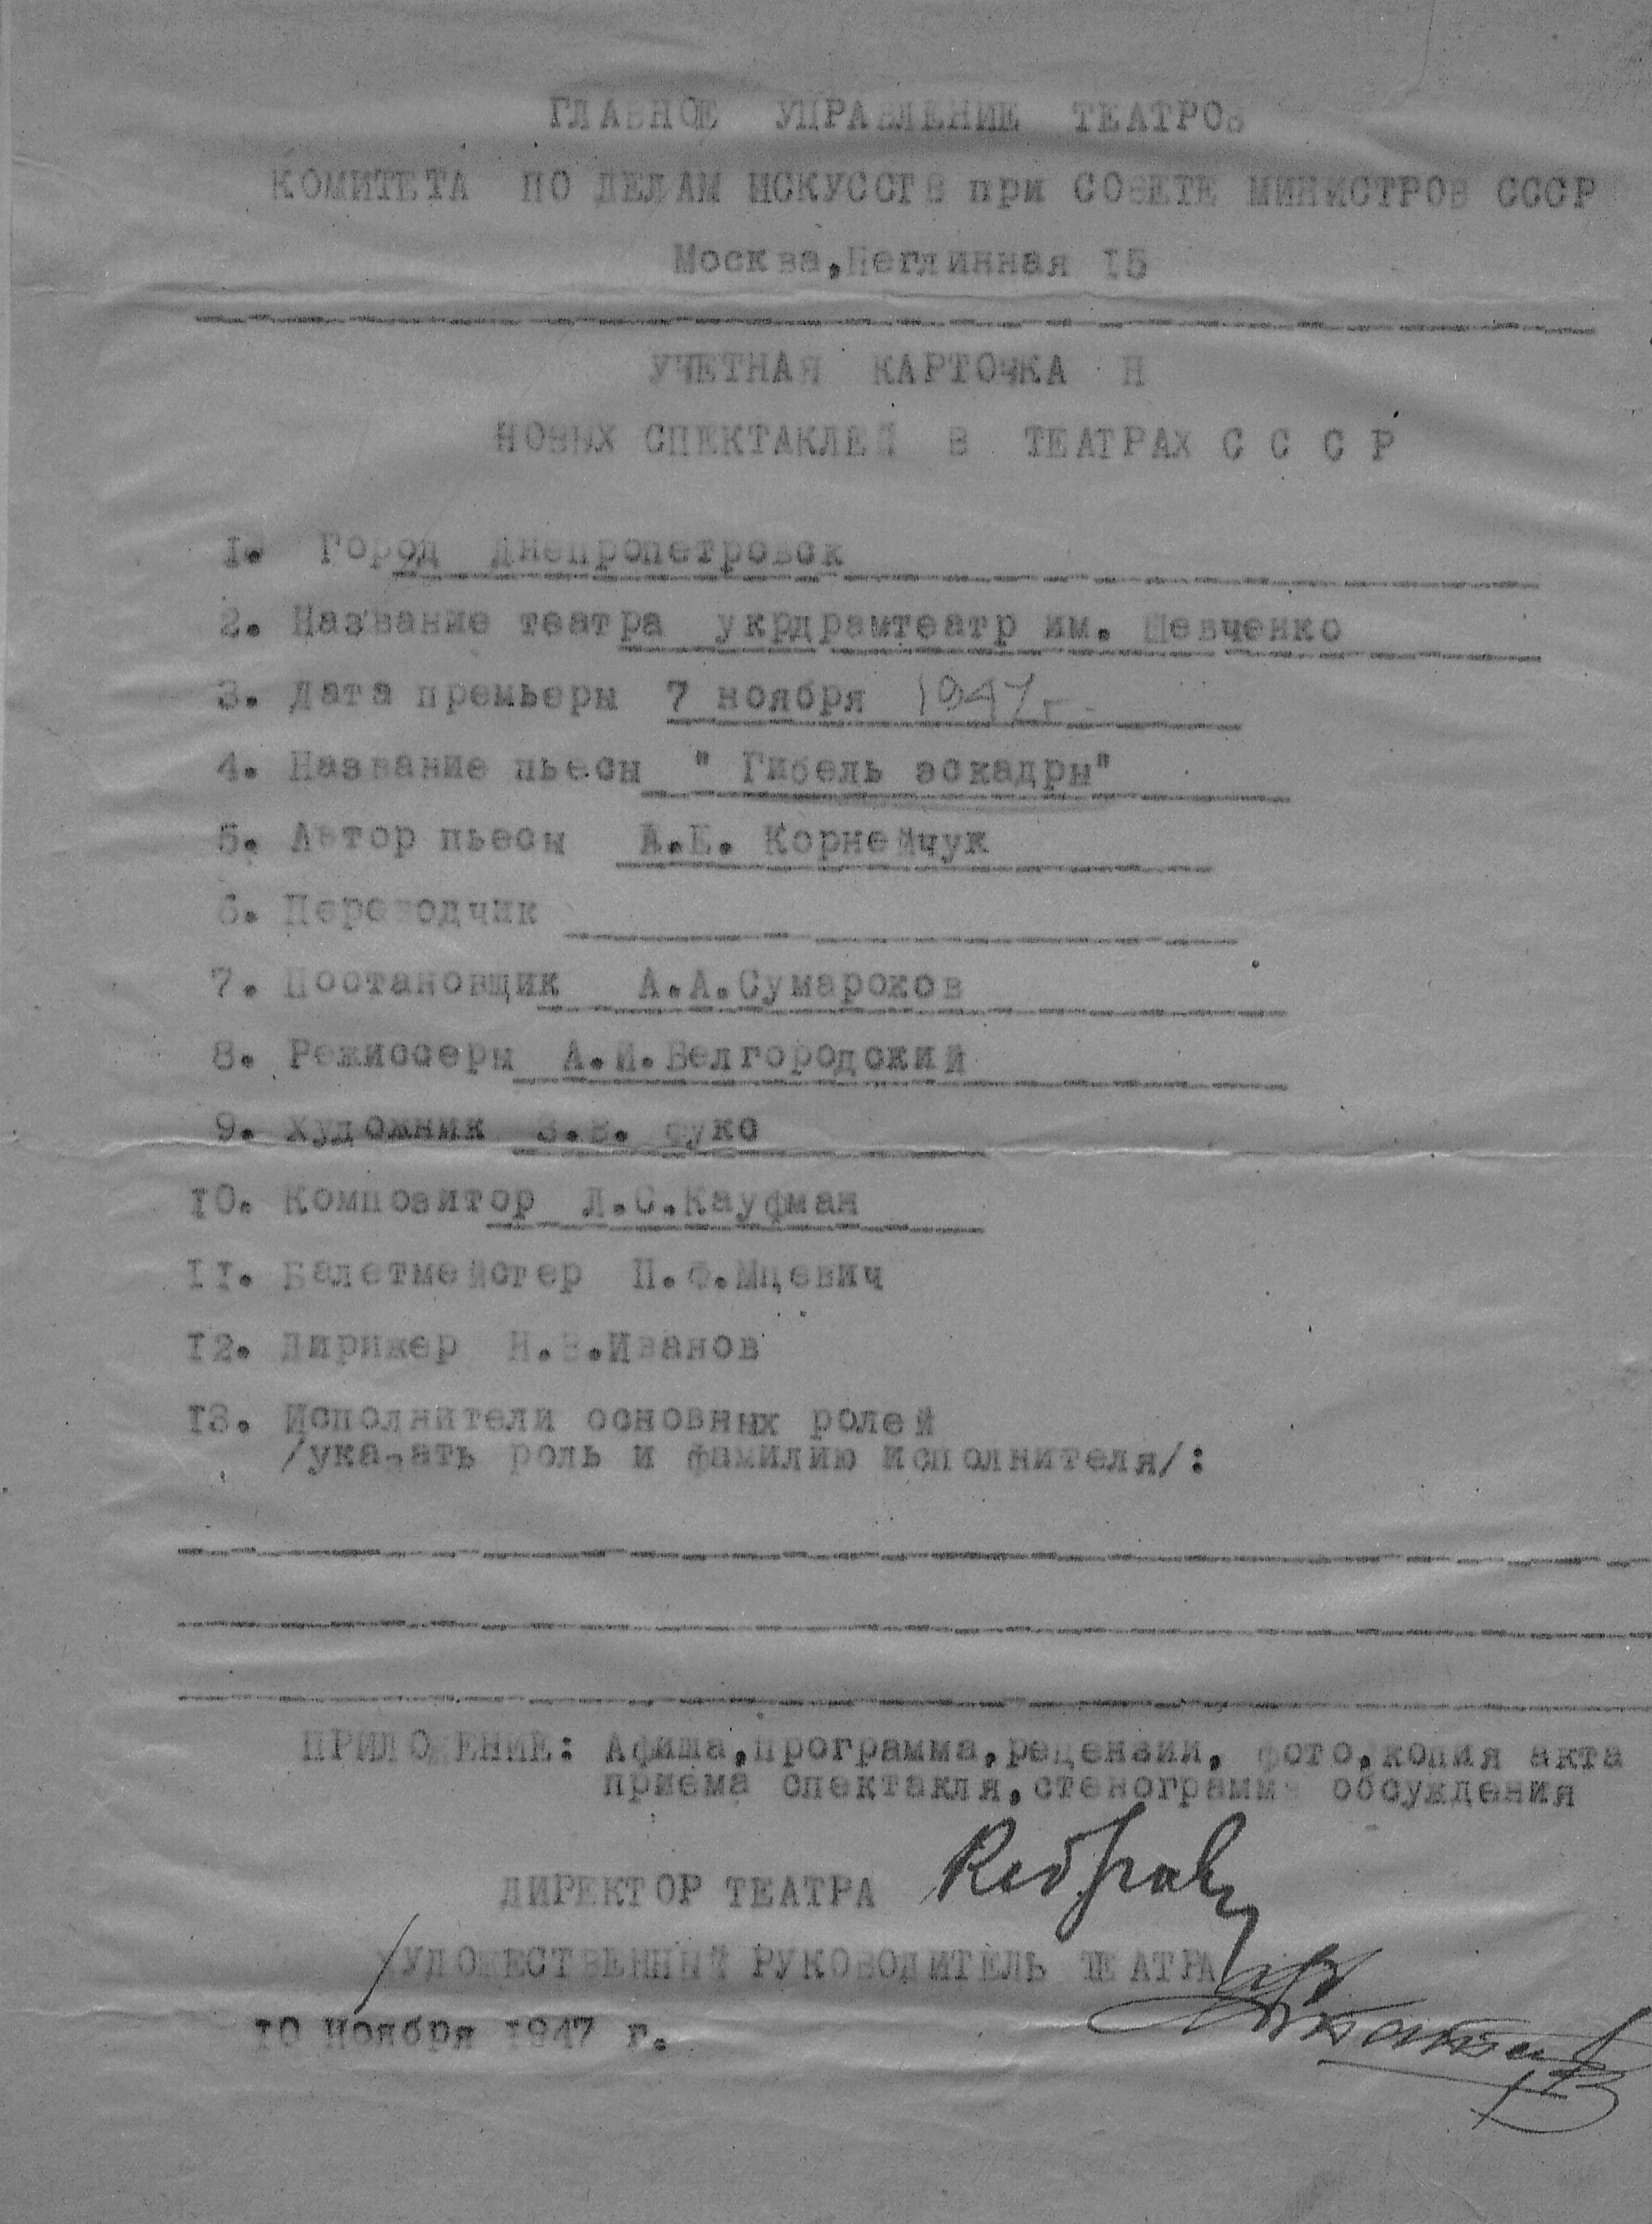 ГЛАВНОЕ УПРАВЛЕНИЕ ТЕАТРОВ
КОМИТЕТА ПО ДЕЛАМ ИСКУССТВ при СОВЕТЕ МИНИСТРОВ СССР
Москва,Неглинная 15
УЧЕТНАЯ КАРТОЧКА Н
НОВЫХ СПЕКТАКЛЕЙ В ТЕАТРАХ С С С Р
1. Город Днепропетровск
2. Название театра укрдрамтеатр им. Шевченко
3. Дата премьеры 7 ноября 1947 г.
4. Название пьесы " Гибель эскадры"
5. Автор пьесы А.Е. Корнейчук
6. Переводчик
7. Постановщик А.А.Сумароков
8. Режиссеры А.И.Белгородский
9. Художник З.В. Фуко
10. Композитор Л.С.Кауфман
11. Балетмейстер П.Ф.Мцевич
12. Дирижер Н.В.Иванов
13. Исполнители основных ролей
/указать роль и фамилию исполнителя/:
ПРИЛОЖЕНИЕ: Афиша,программа,рецензии, фото,копия акта
приема спектакля,стенограмма обсуждения
ДИРЕКТОР ТЕАТРА
ХУДОЖЕСТВЕННЫЙ РУКОВОДИТЕЛЬ ТЕАТРА
10 Ноября 1947 г.